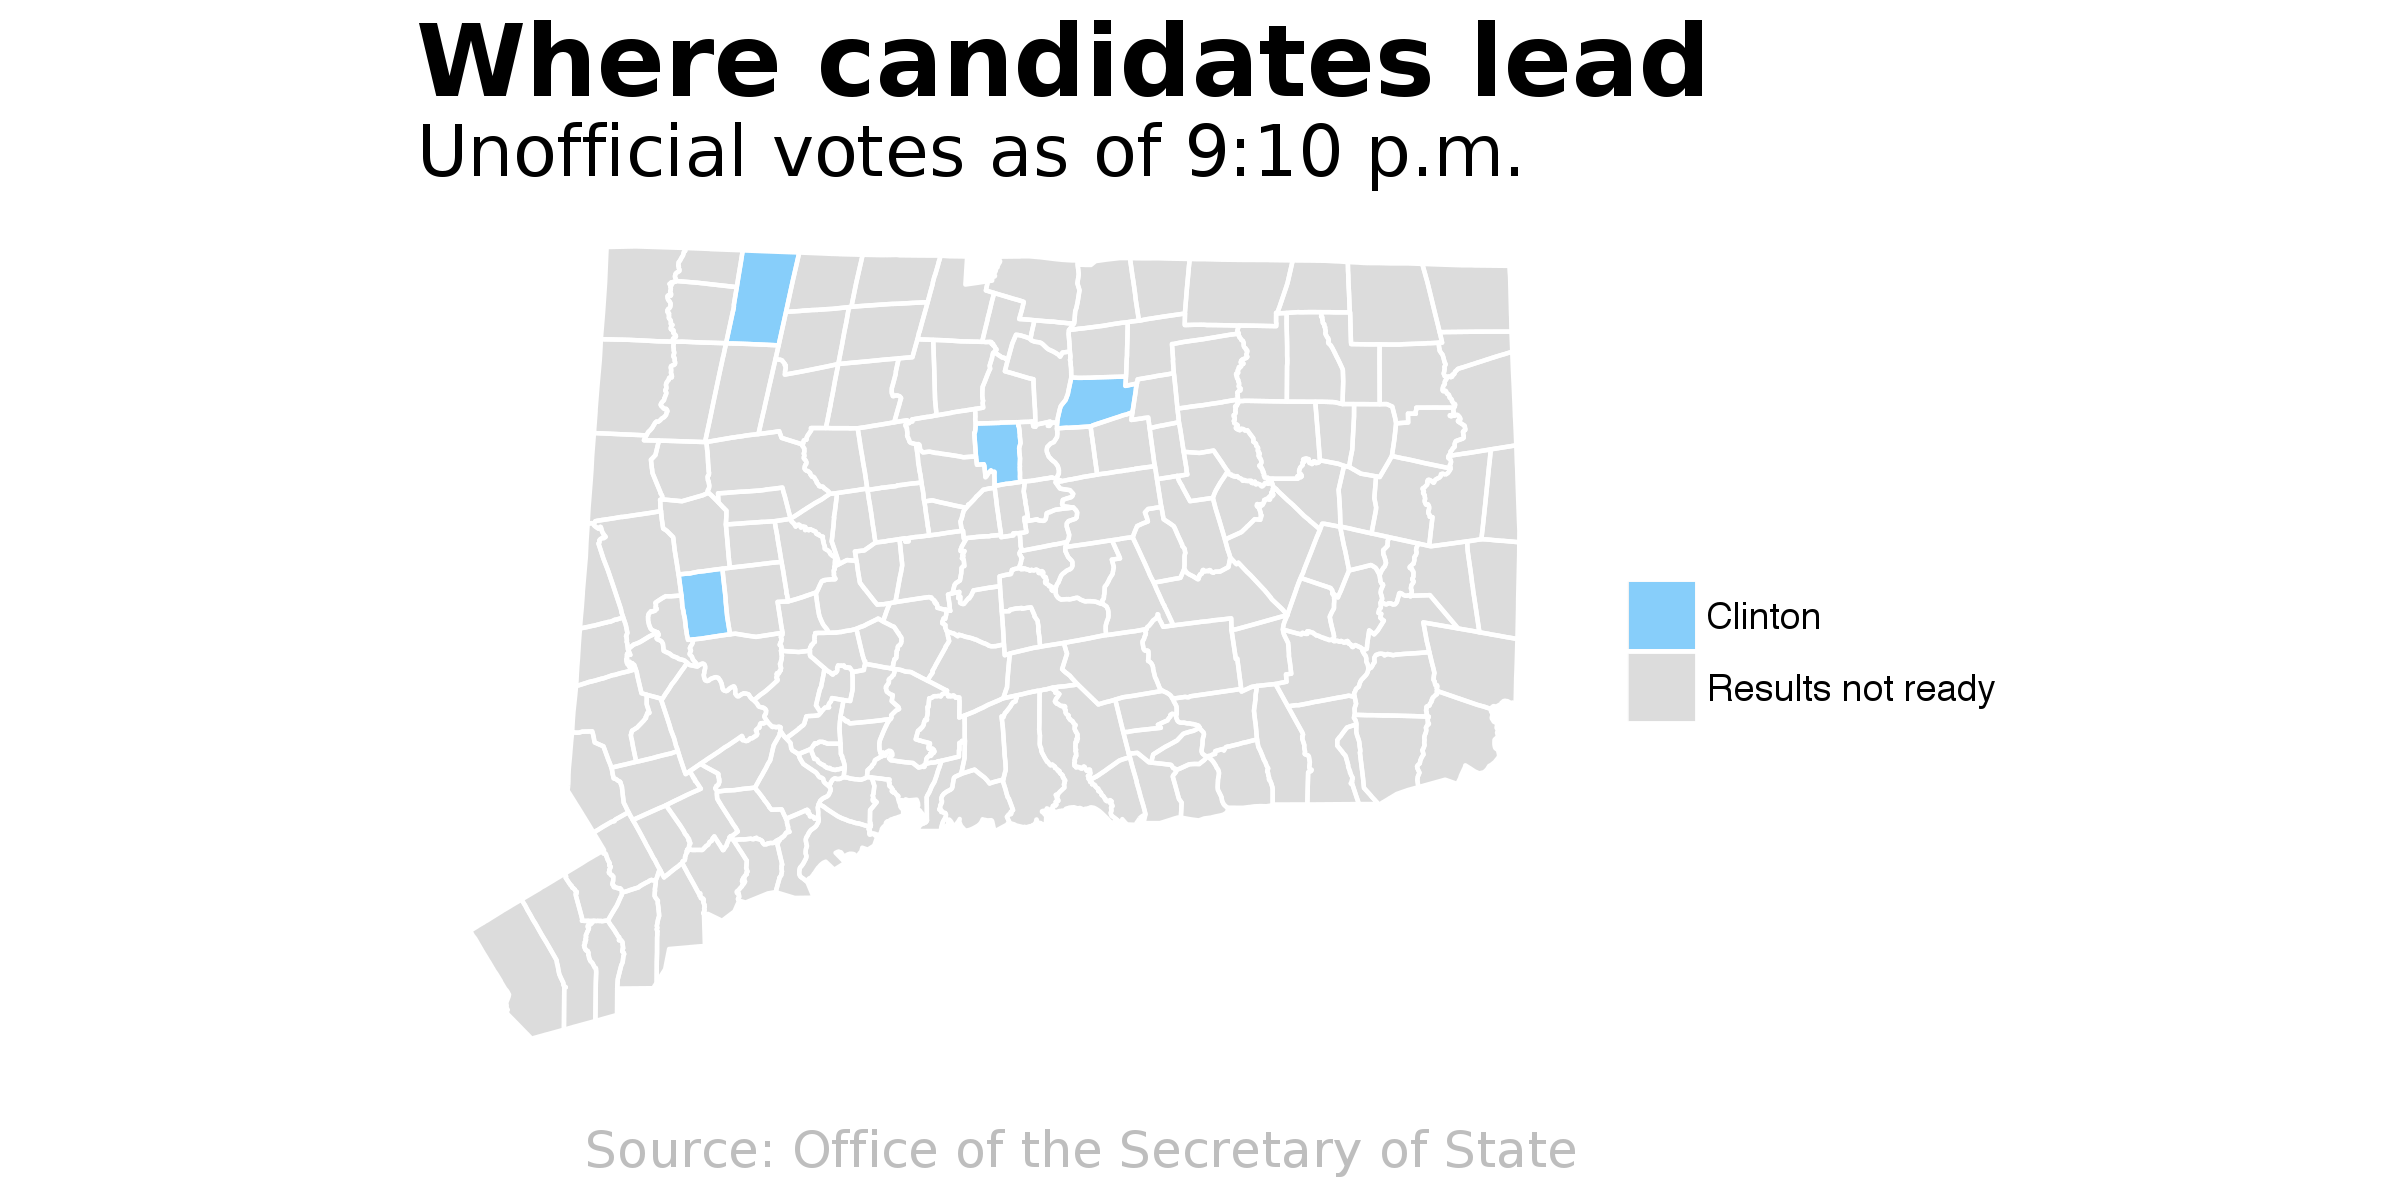 Where candidates lead
Unofficial votes as of 9:10 p.m.
Clinton
Results not ready
Source: Office of the Secretary of State